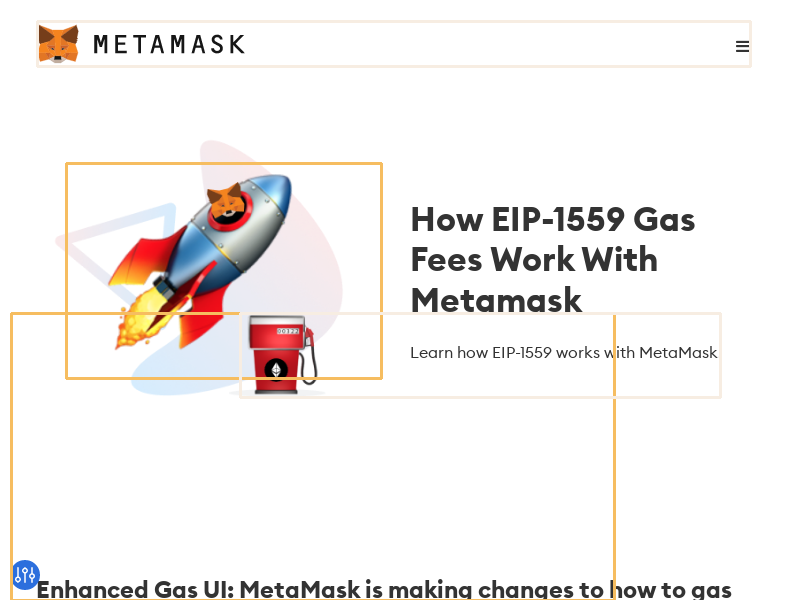 METAMASK
How EIP-1559 Gas
Fees Work With
Metamask
00122
Learn how EIP-1559 works with MetaMask
Enhanced Gas UI: MetaMask is making changes to how to gas